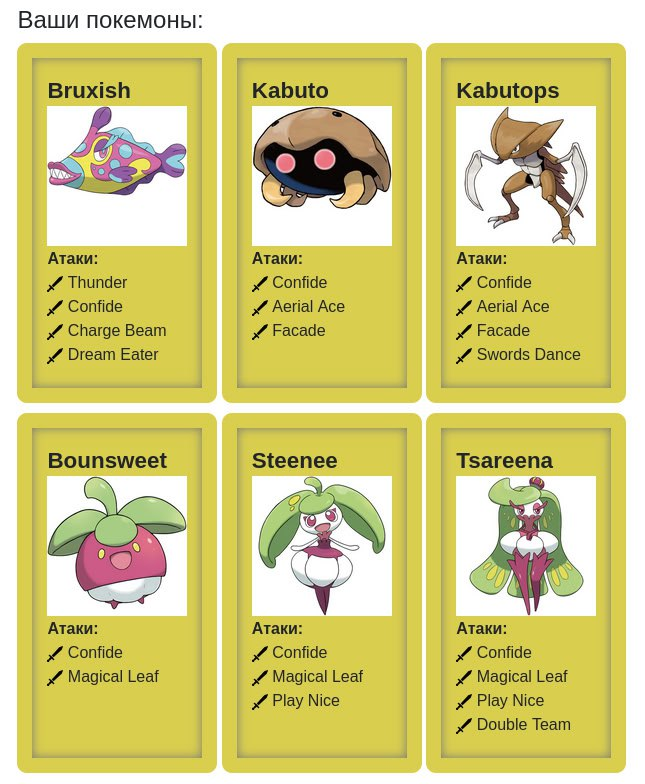 Ваши покемоны:
Bruxish
Атаки:
Thunder
Confide
Charge Beam
Dream Eater
Kabuto
Атаки:
Confide
Aerial Ace
Facade
Kabutops
Атаки:
Confide
Aerial Ace
Facade
Swords Dance
Bounsweet
Атаки:
Confide
Magical Leaf
Steenee
Атаки:
Confide
Magical Leaf
Play Nice
Tsareena
Атаки:
Confide
Magical Leaf
Play Nice
Double Team